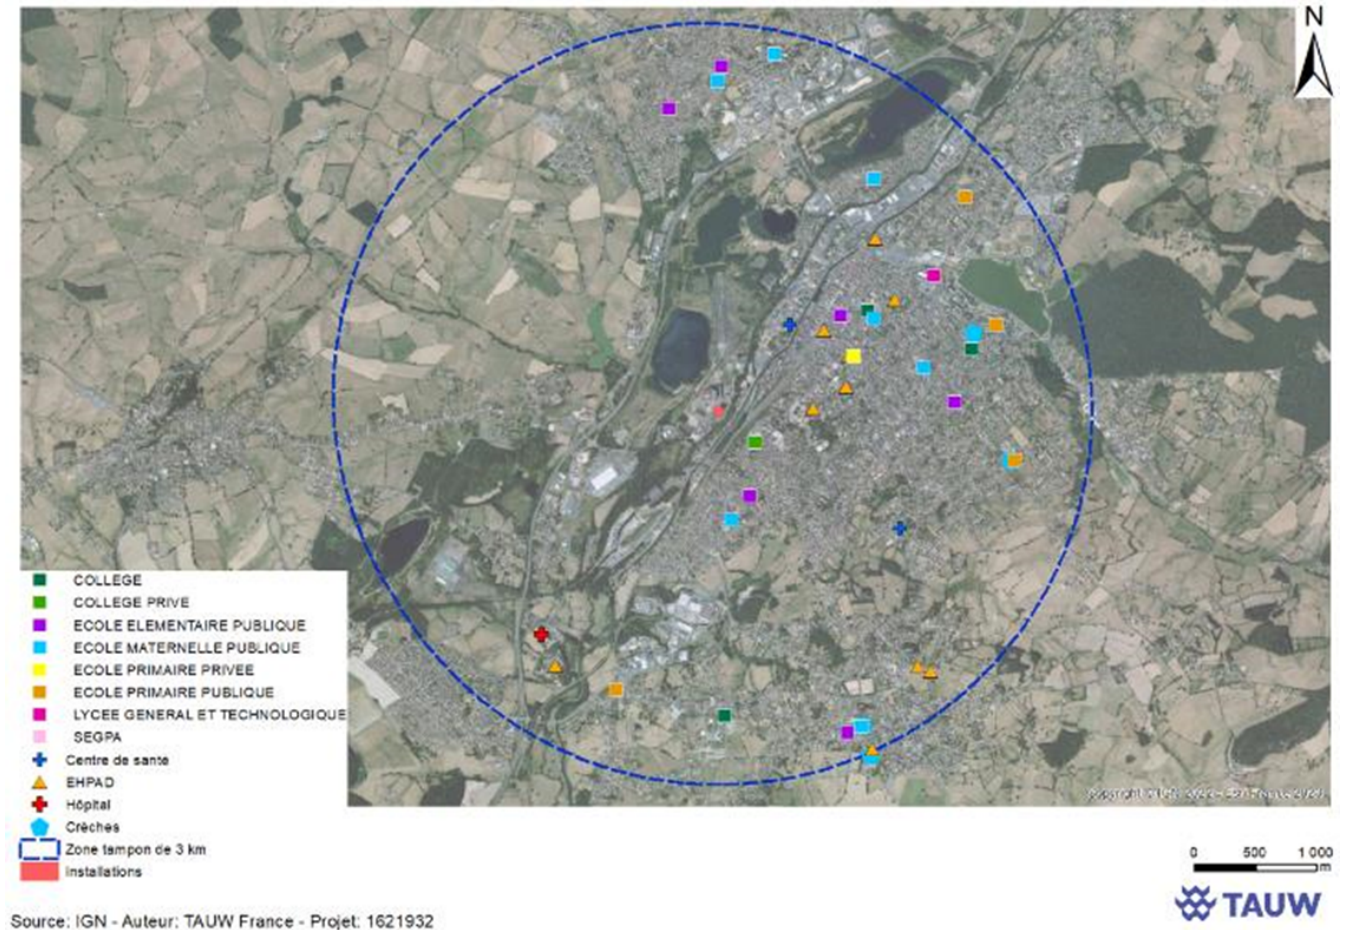 N
COLLEGE
COLLEGE PRIVE
ECOLE ELEMENTAIRE PUBLIQUE
ECOLE MATERNELLE PUBLIQUE
ECOLE PRIMAIRE PRIVEE
ECOLE PRIMAIRE PUBLIQUE
LYCEE GENERAL ET TECHNOLOGIQUE
SEGPA
Centre de santé
EHPAD
Hôpital
Crèches
Zone tampon de 3 km
Installations
0 500 1 000
m
TAUW
Source: IGN - Auteur: TAUW France - Projet: 1621932